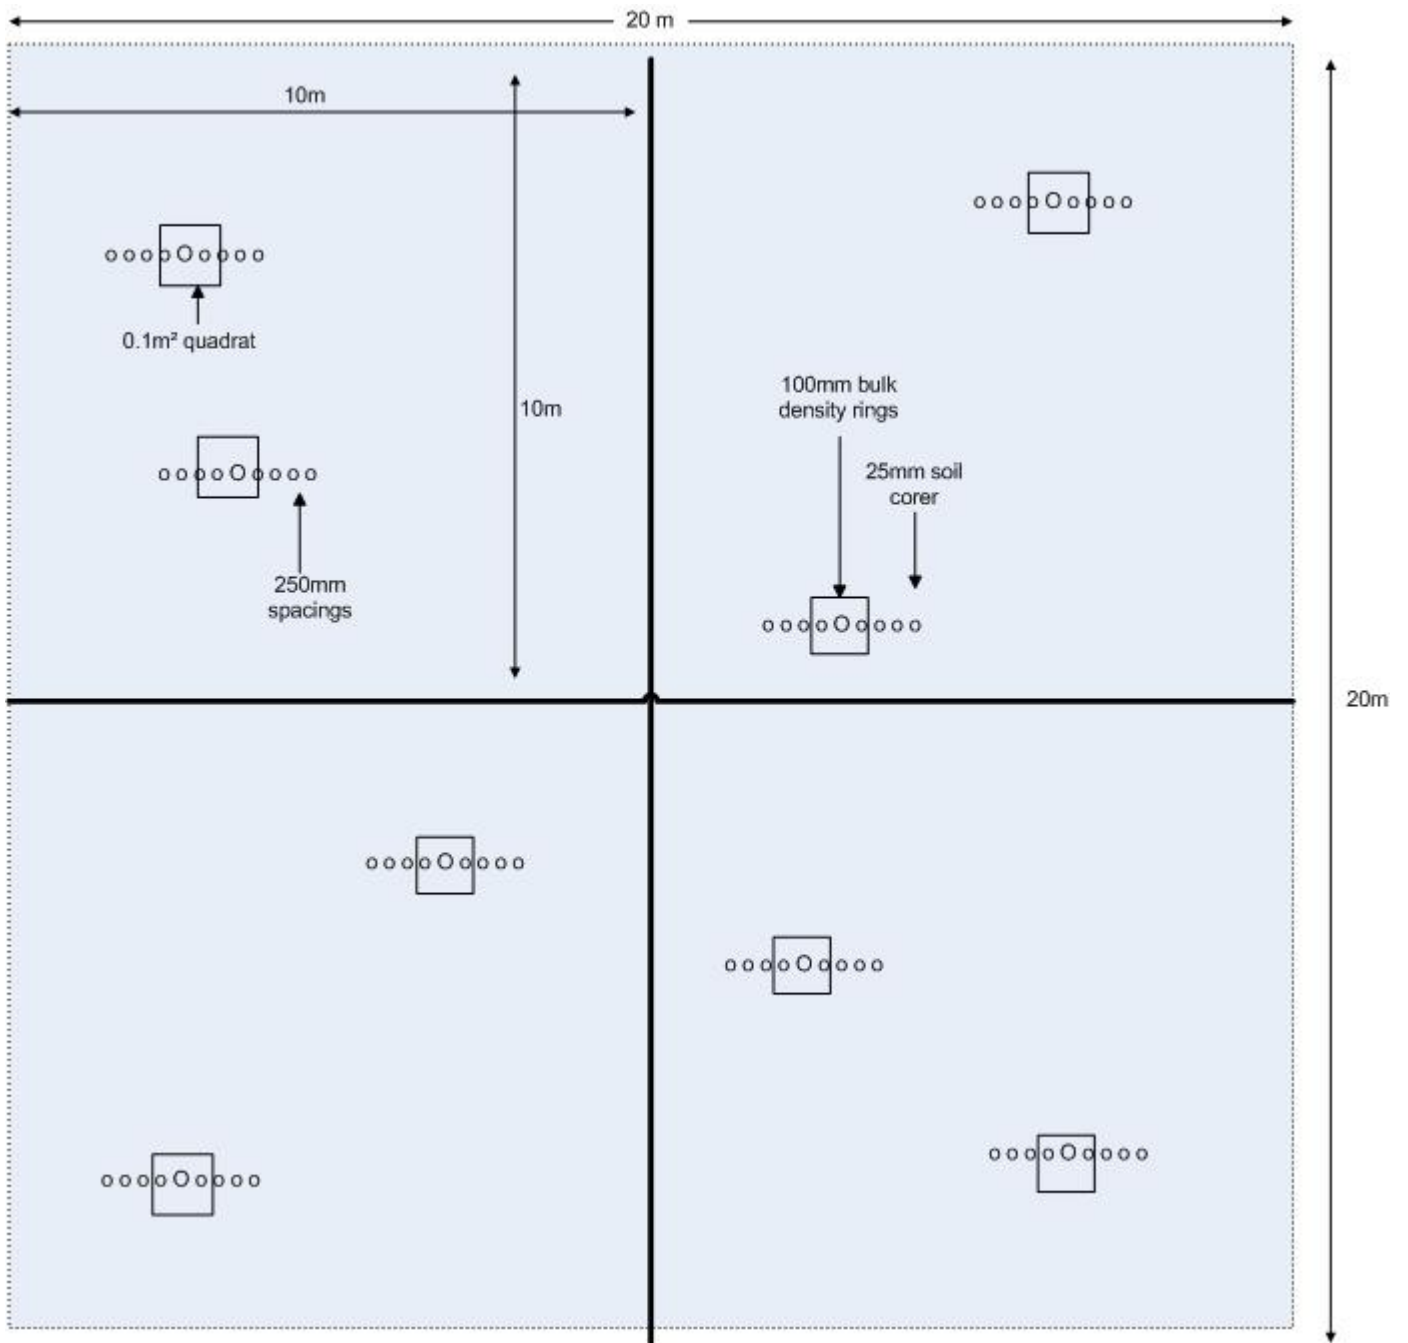 20 m
10m
0.1m² quadrat
10m
100mm bulk
density rings
25mm soil
corer
250mm
spacings
20m